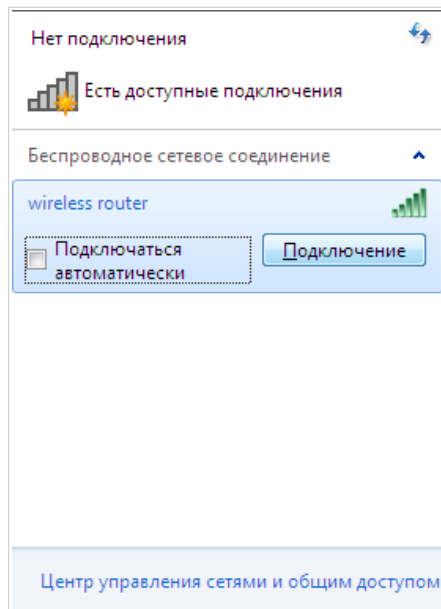 Нет подключения
Есть доступные подключения
Беспроводное сетевое соединение
wireless router
Подключаться
автоматически
Подключение
Центр управления сетями и общим доступом